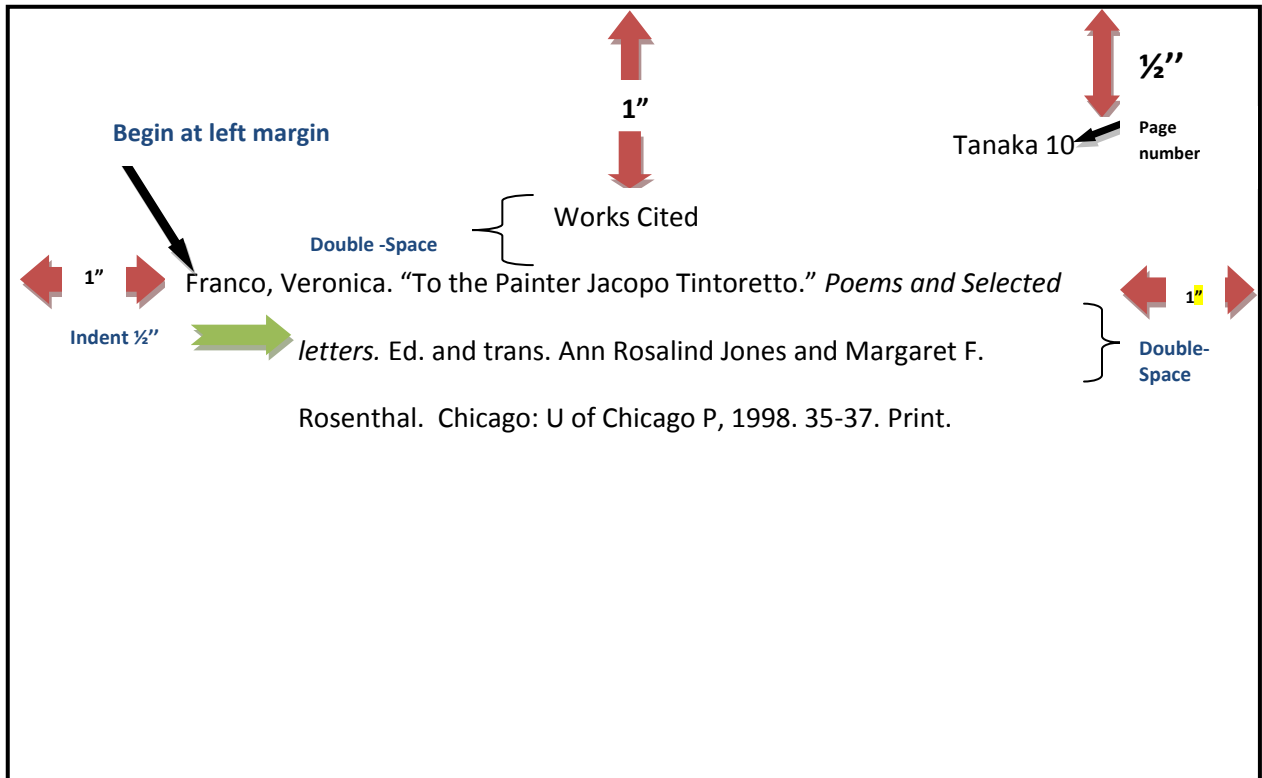 ½’’
1”
Begin at left margin
Tanaka 10
Page
number
Works Cited
Double -Space
1”
Franco, Veronica. “To the Painter Jacopo Tintoretto.” Poems and Selected
1”
Indent ½’’
letters. Ed. and trans. Ann Rosalind Jones and Margaret F.
Double-
Space
Rosenthal.  Chicago: U of Chicago P, 1998. 35-37. Print.